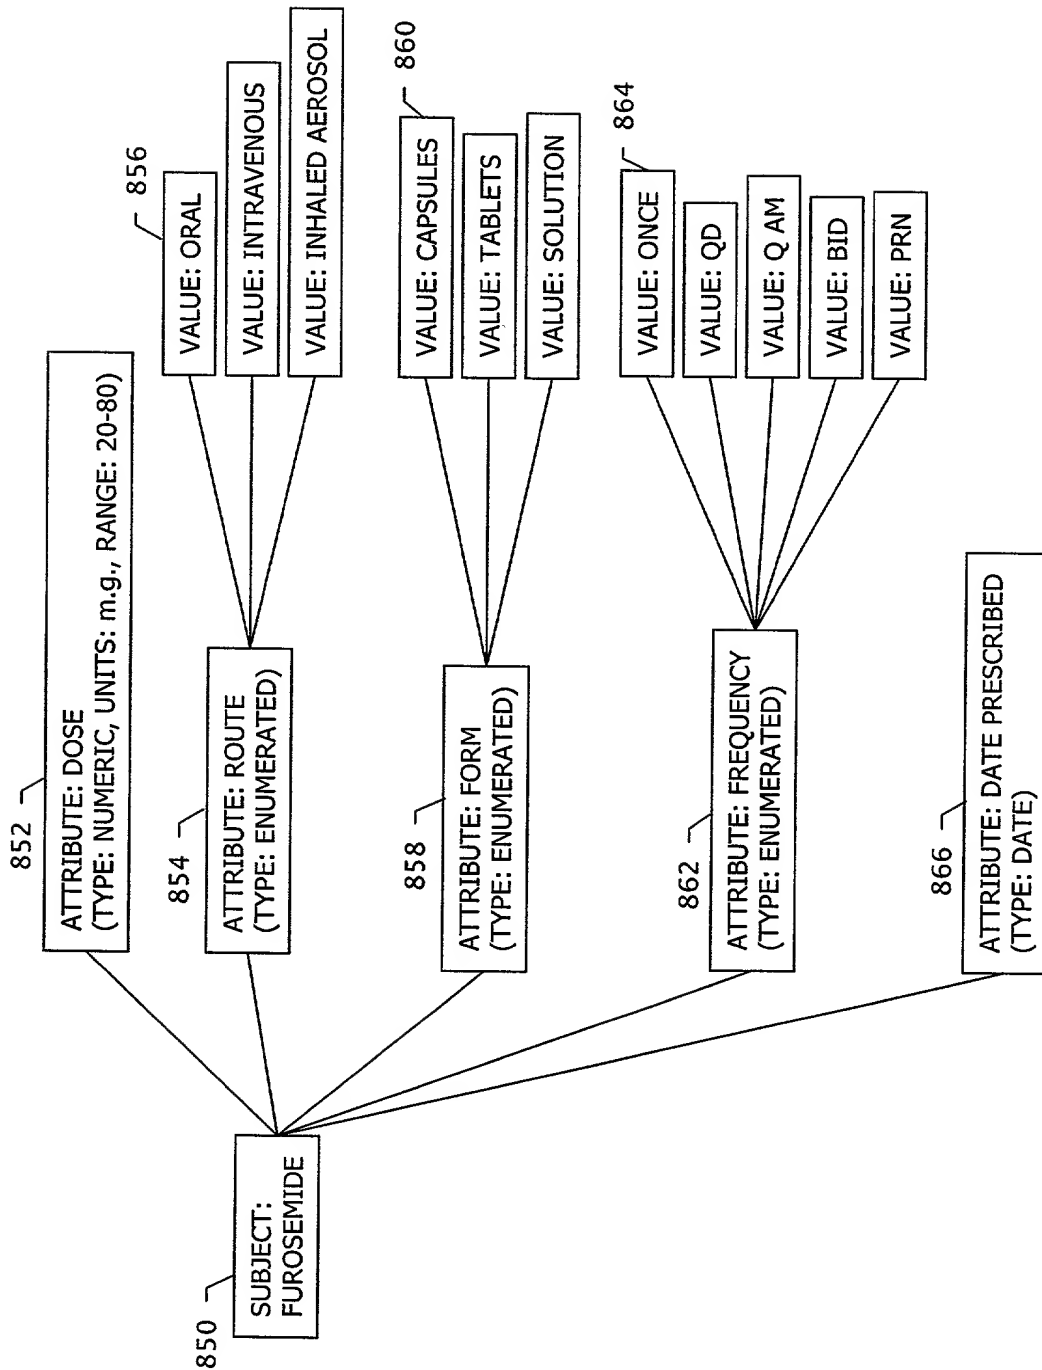 850
SUBJECT:
FUROSEMIDE
852
ATTRIBUTE: DOSE
(TYPE: NUMERIC, UNITS: m.g., RANGE: 20-80)
854
ATTRIBUTE: ROUTE
(TYPE: ENUMERATED)
856
VALUE: ORAL
VALUE: INTRAVENOUS
VALUE: INHALED AEROSOL
858
ATTRIBUTE: FORM
(TYPE: ENUMERATED)
860
VALUE: CAPSULES
VALUE: TABLETS
VALUE: SOLUTION
862
ATTRIBUTE: FREQUENCY
(TYPE: ENUMERATED)
864
VALUE: ONCE
VALUE: QD
VALUE: Q AM
VALUE: BID
VALUE: PRN
866
ATTRIBUTE: DATE PRESCRIBED
(TYPE: DATE)